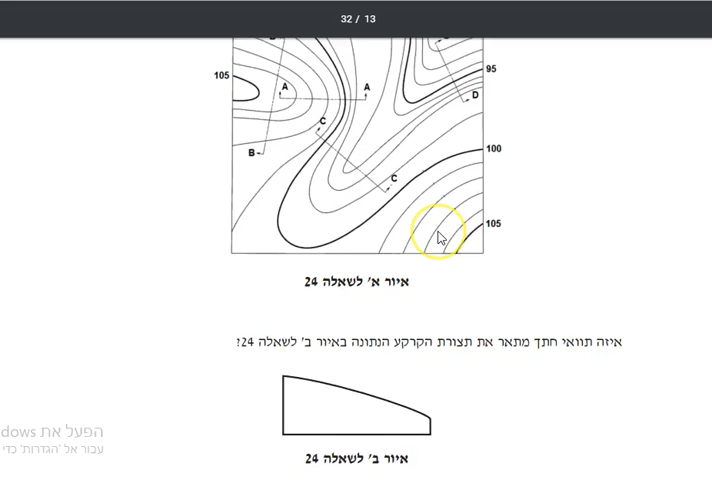 32 / 13
105
95
A
A
D
C
B
100
C
105
איור א' לשאלה 24
איזה תוואי חתך מתאר את תצורת הקרקע הנתונה באיור ב' לשאלה 24?
הפעל את dows
עבור אל 'הגדרות' כדי
איור ב' לשאלה 24